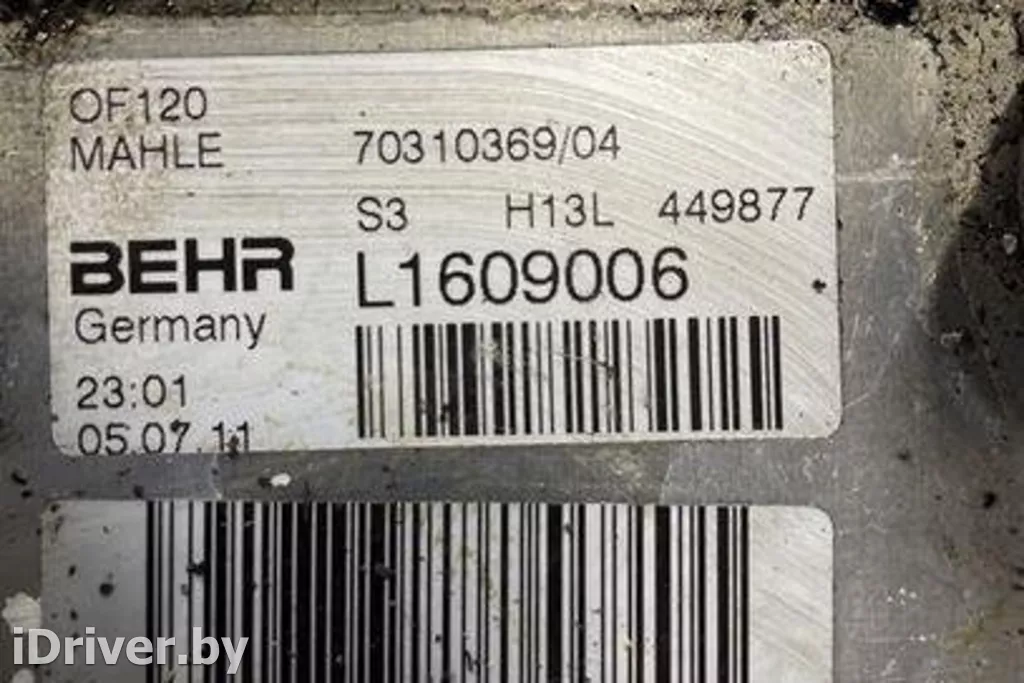 OF120
MAHLE 70310369/04
S3 H13L 449877
BEHR L1609006
Germany
23:01
05.07.11
iDriver.by